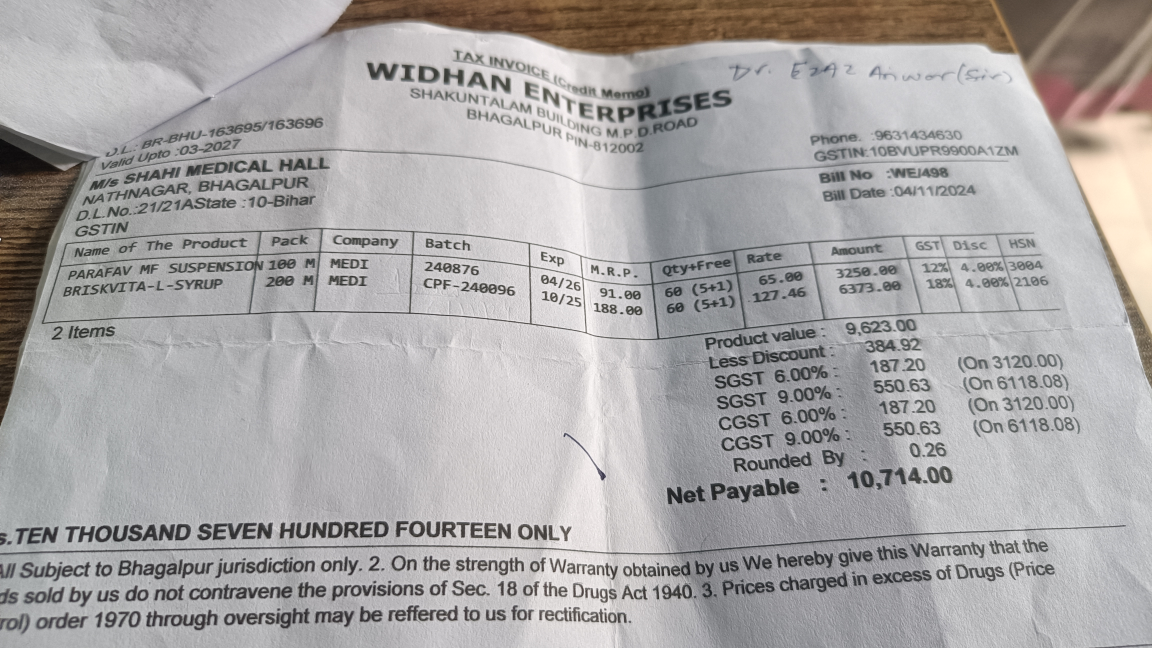 TAX INVOICE (Credit Memo)
Dr. EzAz Anwar (Sir)
WIDHAN ENTERPRISES
SHAKUNTALAM BUILDING M.P.D.ROAD
BHAGALPUR PIN-812002
D.L.: BR-BHU-163695/163696
Valid Upto :03-2027
Phone. :9631434630
GSTIN:10BVUPR9900A1ZM
M/s SHAHI MEDICAL HALL
NATHNAGAR, BHAGALPUR
D.L.No.:21/21AState :10-Bihar
GSTIN
Bill No :WE/498
Bill Date :04/11/2024
Name of The Product Pack Company Batch Exp M.R.P. Qty+Free Rate Amount GST Disc HSN
PARAFAV MF SUSPENSION 100 M MEDI 240876 04/26 91.00 60 (5+1) 65.00 3250.00 12% 4.00% 3004
BRISKVITA-L-SYRUP 200 M MEDI CPF-240096 10/25 188.00 60 (5+1) 127.46 6373.00 18% 4.00% 2106
2 Items
Product value : 9,623.00
Less Discount : 384.92
SGST 6.00% : 187.20 (On 3120.00)
SGST 9.00% : 550.63 (On 6118.08)
CGST 6.00% : 187.20 (On 3120.00)
CGST 9.00% : 550.63 (On 6118.08)
Rounded By : 0.26
Net Payable : 10,714.00
s.TEN THOUSAND SEVEN HUNDRED FOURTEEN ONLY
All Subject to Bhagalpur jurisdiction only. 2. On the strength of Warranty obtained by us We hereby give this Warranty that the
ds sold by us do not contravene the provisions of Sec. 18 of the Drugs Act 1940. 3. Prices charged in excess of Drugs (Price
rol) order 1970 through oversight may be reffered to us for rectification.